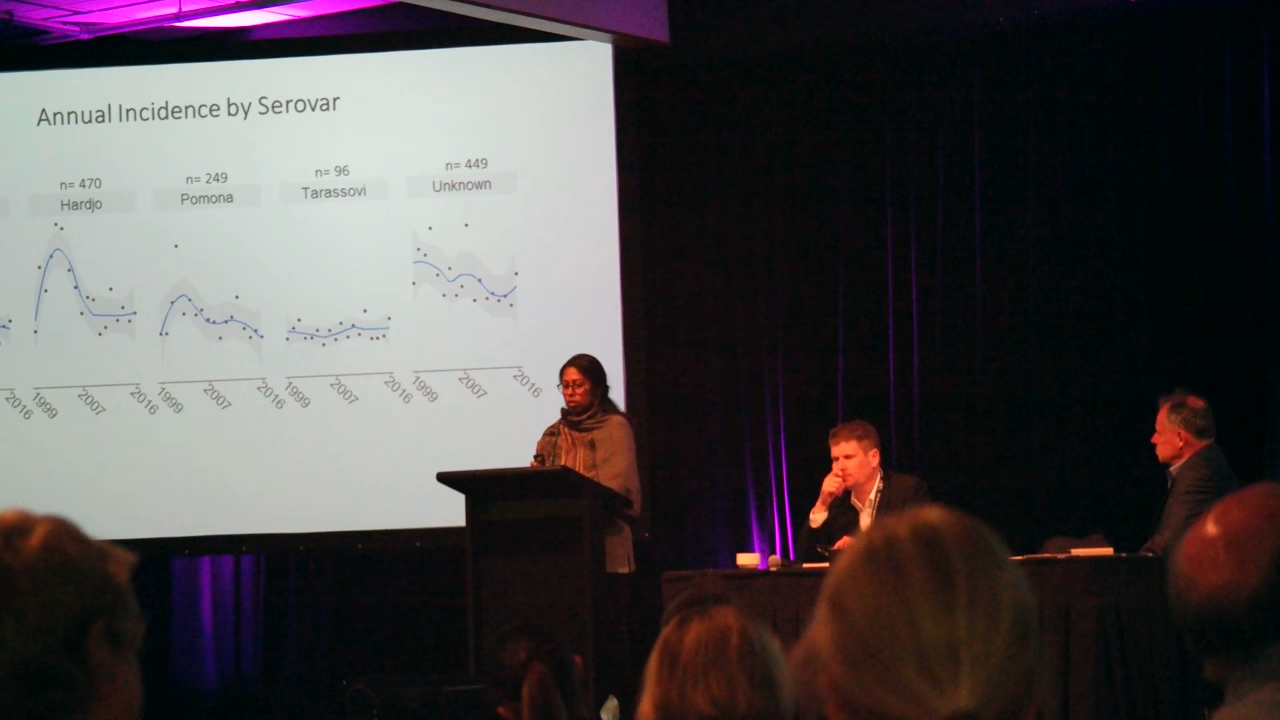 Annual Incidence by Serovar
n= 470
Hardjo
n= 249
Pomona
n= 96
Tarassovi
n= 449
Unknown
2016
1999
2007
2016
1999
2007
2016
1999
2007
2016
1999
2007
2016